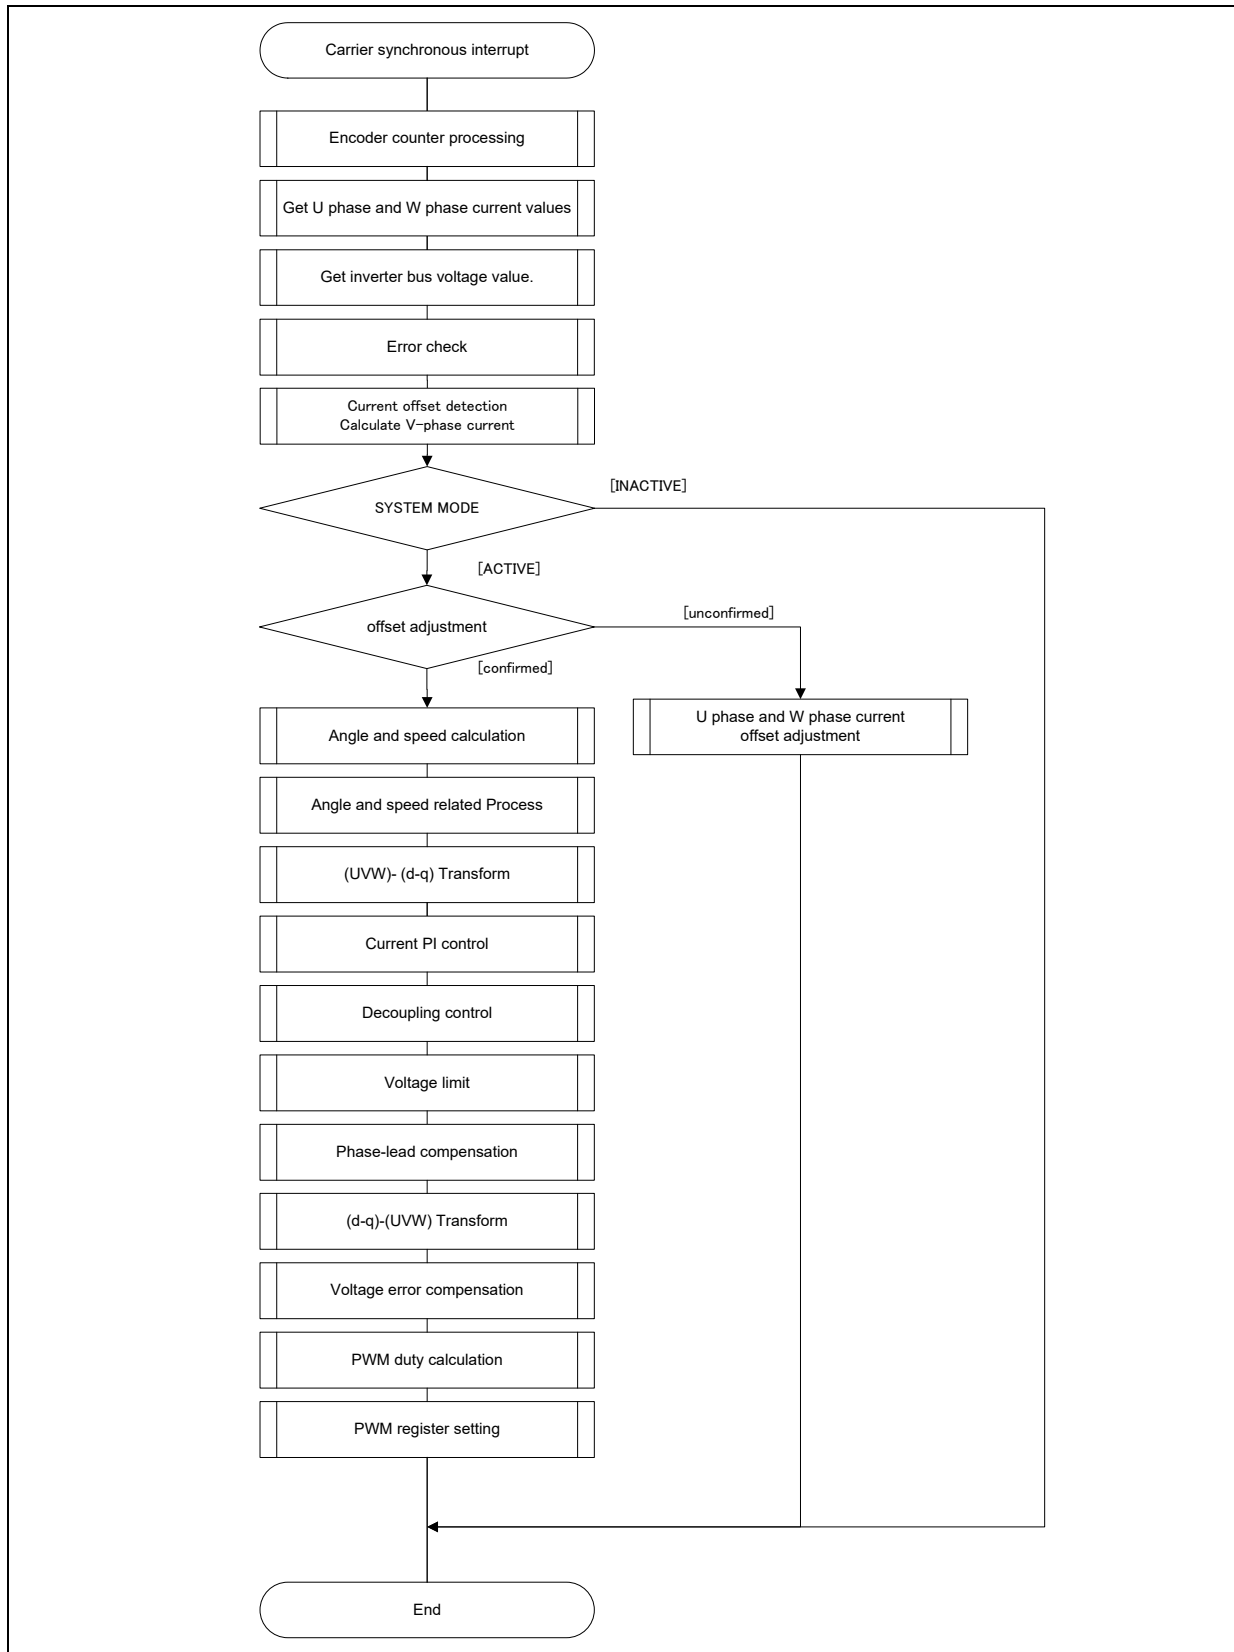 Carrier synchronous interrupt
Encoder counter processing
Get U phase and W phase current values
Get inverter bus voltage value.
Error check
Current offset detection
Calculate V-phase current
[INACTIVE]
SYSTEM MODE
[ACTIVE]
[unconfirmed]
offset adjustment
[confirmed]
U phase and W phase current
offset adjustment
Angle and speed calculation
Angle and speed related Process
(UVW)- (d-q) Transform
Current PI control
Decoupling control
Voltage limit
Phase-lead compensation
(d-q)-(UVW) Transform
Voltage error compensation
PWM duty calculation
PWM register setting
End